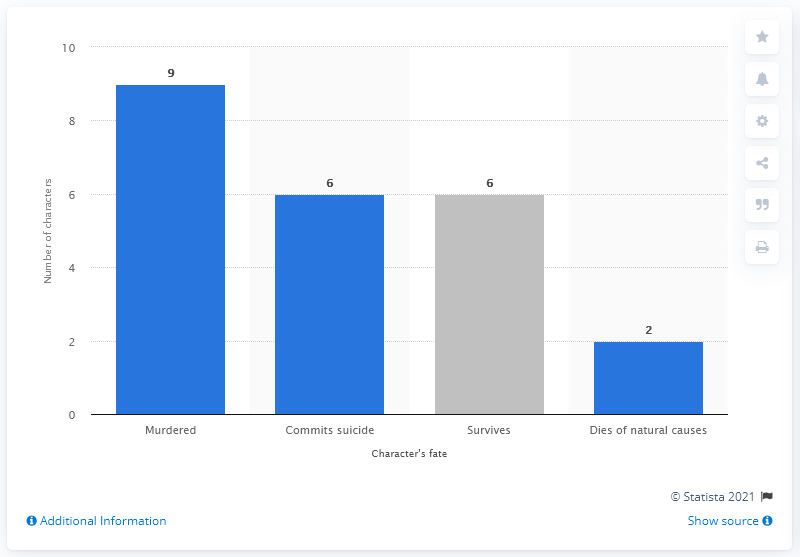 10
9
8
6
6
6
4
2
2
0
Number of characters
Murdered
Commits suicide
Survives
Dies of natural causes
Character's fate
© Statista 2021
Additional Information
Show source